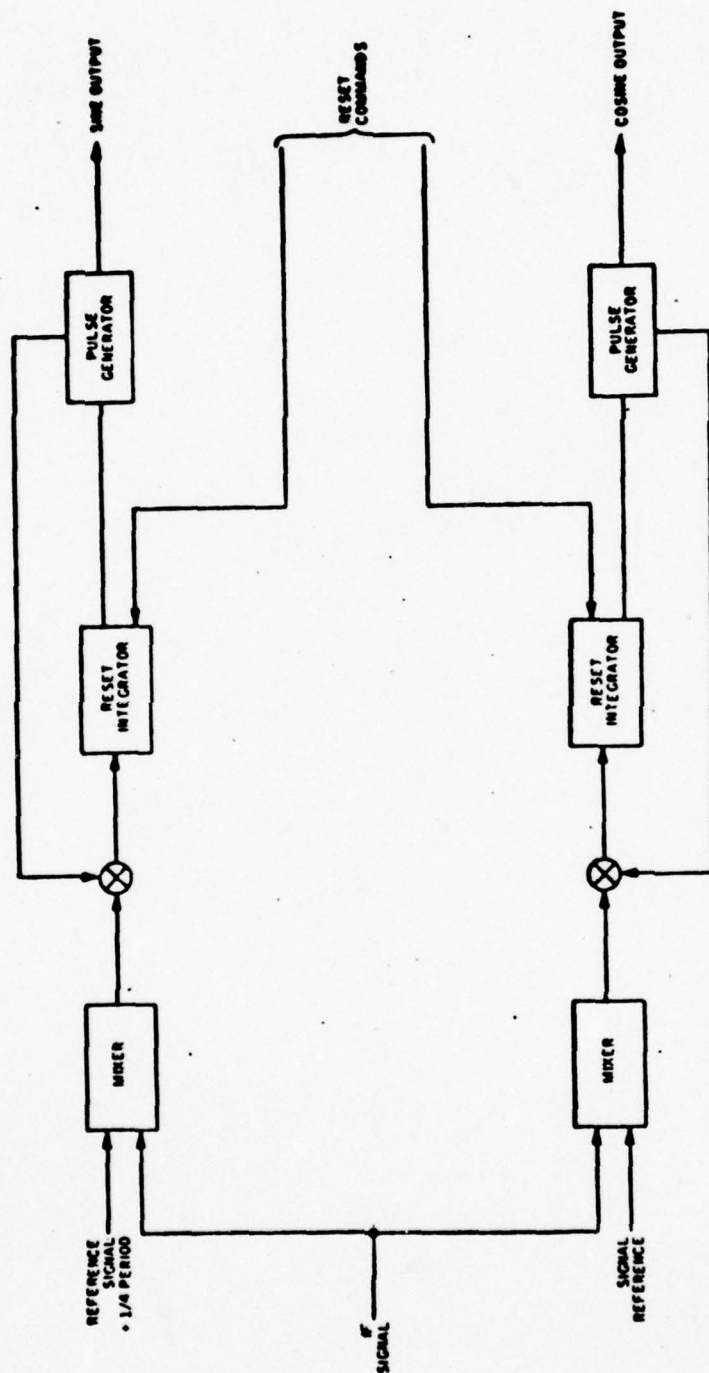 REFERENCE
SIGNAL
+ 1/4 PERIOD
MIXER
RESET
INTEGRATOR
PULSE
GENERATOR
SINE OUTPUT
IF
SIGNAL
RESET
COMMANDS
SIGNAL
REFERENCE
MIXER
RESET
INTEGRATOR
PULSE
GENERATOR
COSINE OUTPUT